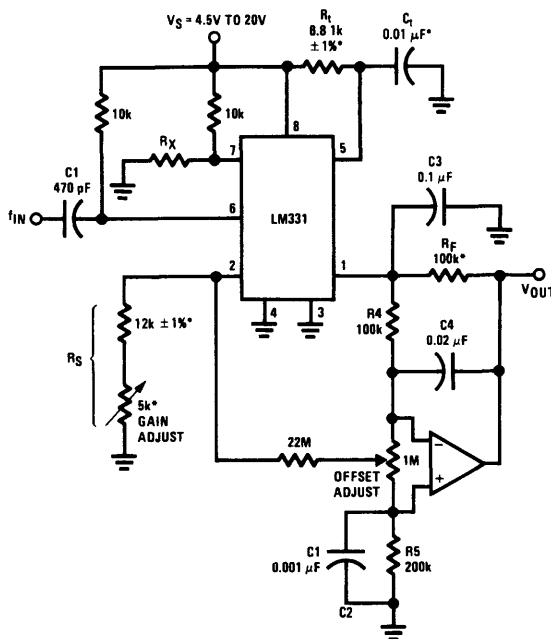 VS = 4.5V TO 20V
Rt
6.8 1k
± 1%*
Ct
0.01 µF*
10k
10k
RX
7
8
5
C1
470 pF
fIN
6
LM331
C3
0.1 µF
2
1
RF
100k*
VOUT
4
3
R4
100k
C4
0.02 µF
12k ± 1%*
RS
5k*
GAIN
ADJUST
22M
OFFSET
ADJUST
1M
−
+
C1
0.001 µF
R5
200k
C2